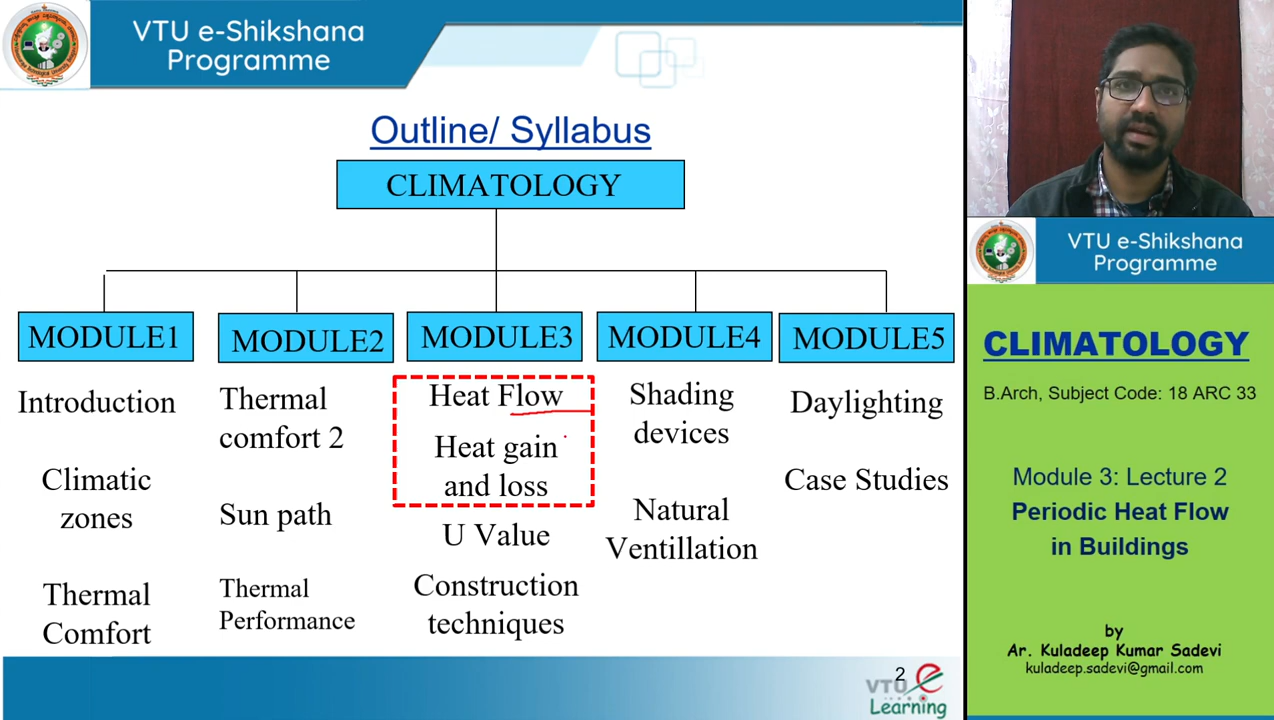 VTU e-Shikshana
Programme
Outline/ Syllabus
CLIMATOLOGY
MODULE1
MODULE2
MODULE3
MODULE4
MODULE5
Introduction
Climatic
zones
Thermal
Comfort
Thermal
comfort 2
Sun path
Thermal
Performance
Heat Flow
Heat gain
and loss
U Value
Construction
techniques
Shading
devices
Natural
Ventillation
Daylighting
Case Studies
2
VTU e
Learning
VTU e-Shikshana
Programme
CLIMATOLOGY
B.Arch, Subject Code: 18 ARC 33
Module 3: Lecture 2
Periodic Heat Flow
in Buildings
by
Ar. Kuladeep Kumar Sadevi
kuladeep.sadevi@gmail.com